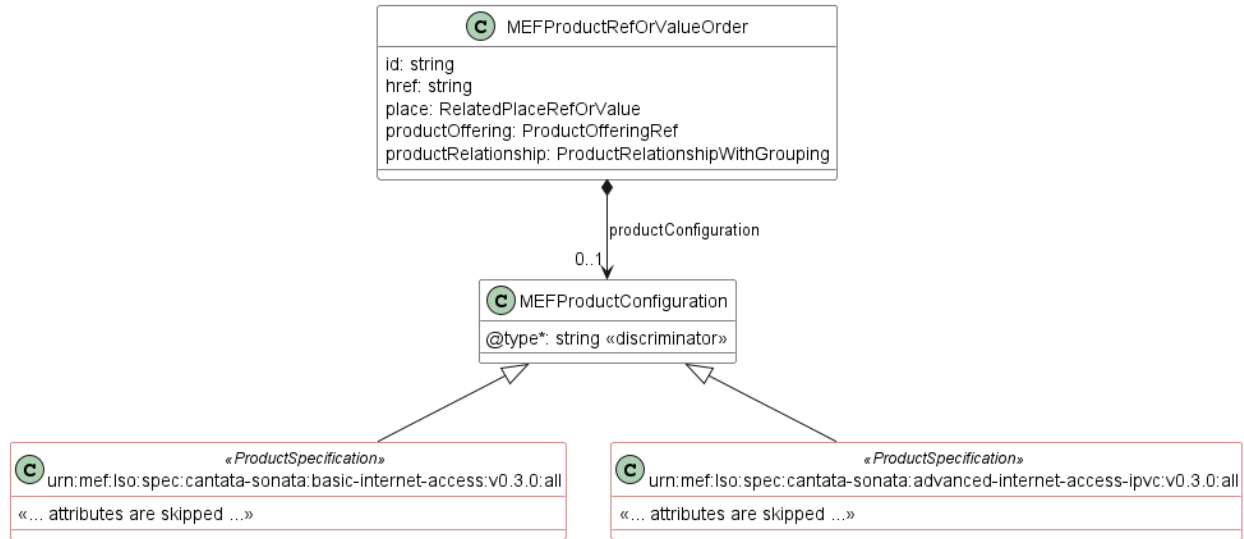 C MEFProductRefOrValueOrder
id: string
href: string
place: RelatedPlaceRefOrValue
productOffering: ProductOfferingRef
productRelationship: ProductRelationshipWithGrouping
productConfiguration
0..1
C MEFProductConfiguration
@type*: string «discriminator»
«ProductSpecification»
C urn:mef:lso:spec:cantata-sonata:basic-internet-access:v0.3.0:all
«... attributes are skipped ...»
«ProductSpecification»
C urn:mef:lso:spec:cantata-sonata:advanced-internet-access-ipvc:v0.3.0:all
«... attributes are skipped ...»